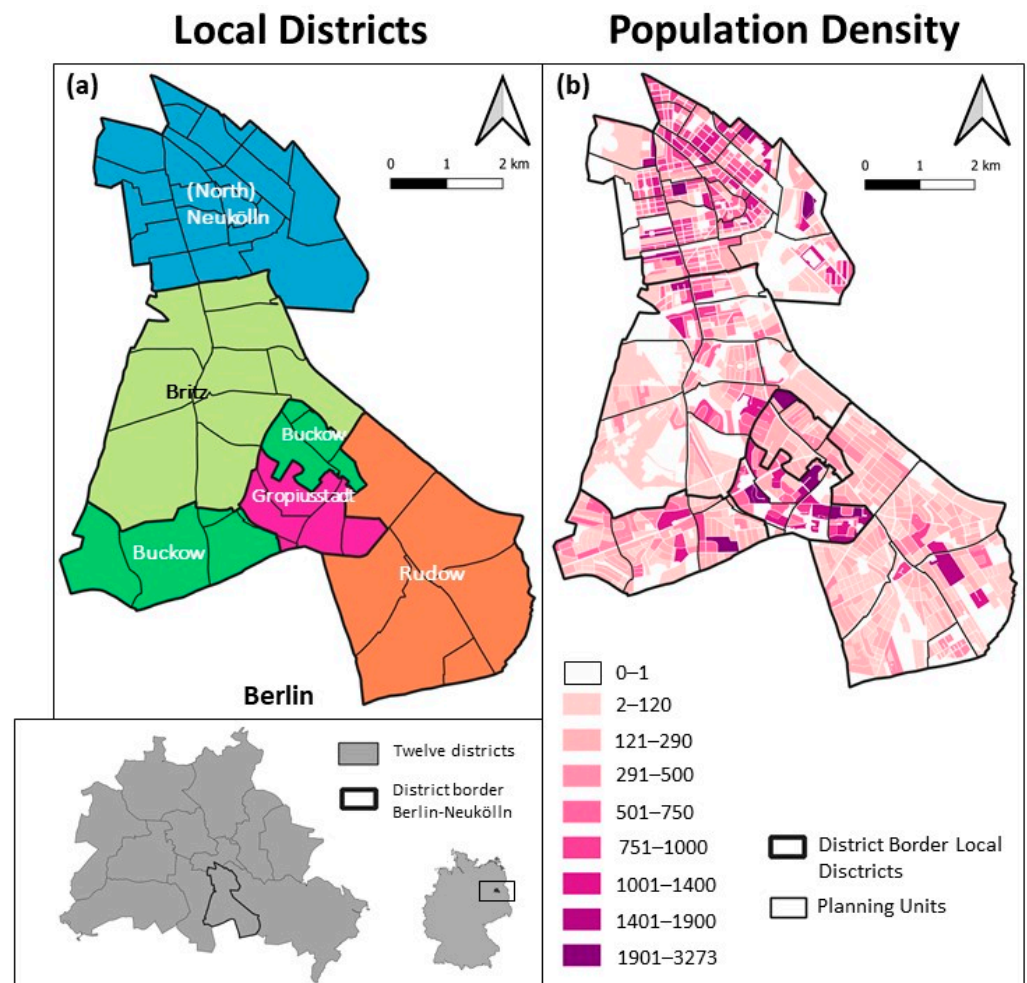 Local Districts
Population Density
(a)
0 1 2 km
(North)
Neukölln
Britz
Buckow
Gropiusstadt
Buckow
Rudow
Berlin
Twelve districts
District border
Berlin-Neukölln
(b)
0 1 2 km
0–1
2–120
121–290
291–500
501–750
751–1000
1001–1400
1401–1900
1901–3273
District Border Local
Disctricts
Planning Units